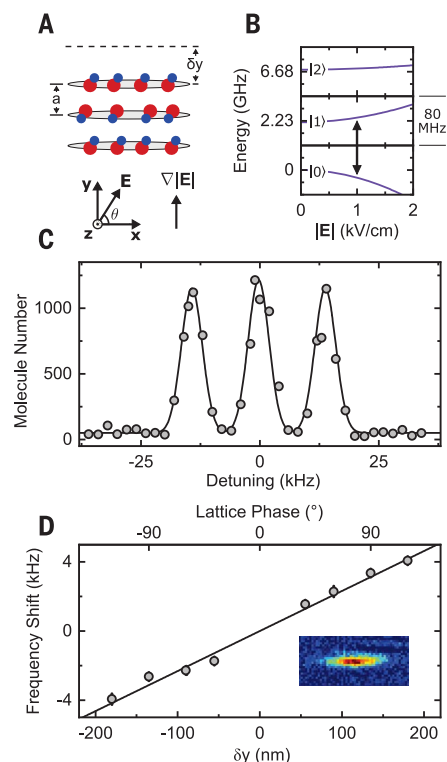 A
δy
a
y
E
θ
z
x
∇|E|
B
Energy (GHz)
6.68
|2⟩
2.23
|1⟩
80
MHz
0
|0⟩
0
1
2
|E| (kV/cm)
C
Molecule Number
1000
500
0
-25
0
25
Detuning (kHz)
D
Lattice Phase (°)
-90
0
90
Frequency Shift (kHz)
4
0
-4
-200
-100
0
100
200
δy (nm)